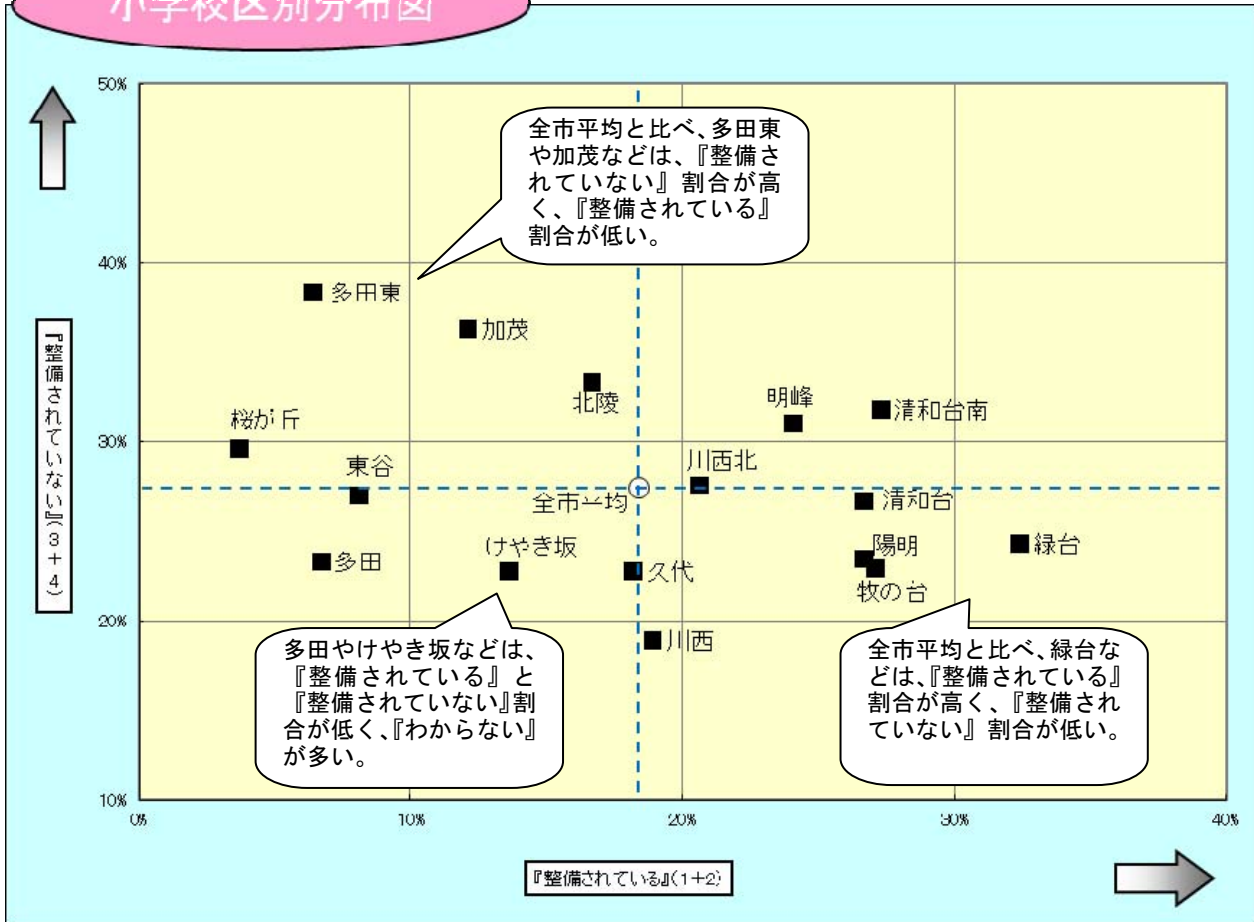 小学校区別分布図
50%
全市平均と比べ、多田東
や加茂などは、『整備さ
れていない』割合が高
く、『整備されている』
割合が低い。
40%
多田東
加茂
北陵
明峰
清和台南
桜が丘
30%
東谷
川西北
全市平均
清和台
多田
けやき坂
久代
陽明
牧の台
緑台
20%
川西
多田やけやき坂などは、
『整備されている』と
『整備されていない』割
合が低く、『わからない』
が多い。
全市平均と比べ、緑台な
どは、『整備されている』
割合が高く、『整備され
ていない』割合が低い。
10%
0%
10%
20%
30%
40%
『整備されていない』(3+4)
『整備されている』(1+2)